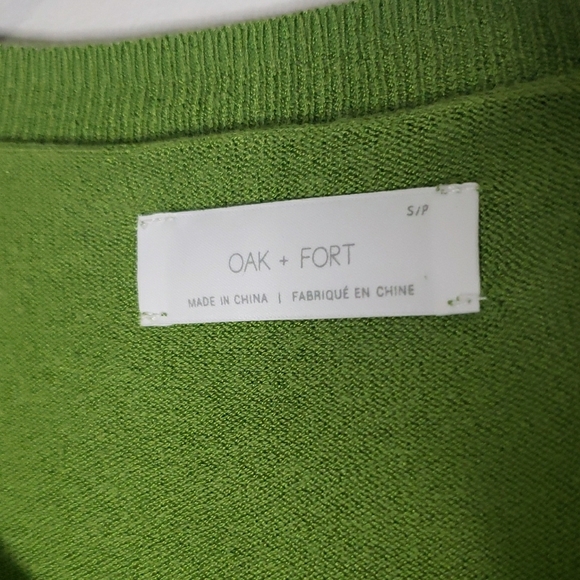 S/P
OAK + FORT
MADE IN CHINA | FABRIQUÉ EN CHINE